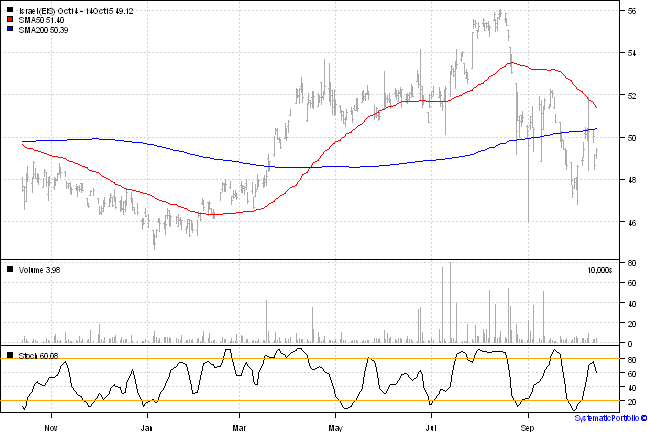 Israel (EIS) Oct14 - 14Oct15 49.12
SMA50 51.40
SMA200 50.39
56
54
52
50
48
46
Volume 3.98
10,000s
80
60
40
20
0
Stoch 60.08
80
60
40
20
Nov Jan Mar May Jul Sep
SystematicPortfolio ©